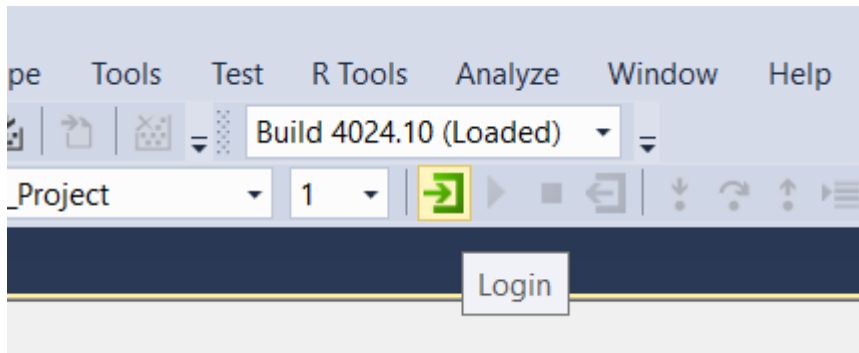 pe Tools Test R Tools Analyze Window Help
Build 4024.10 (Loaded)
_Project 1
Login